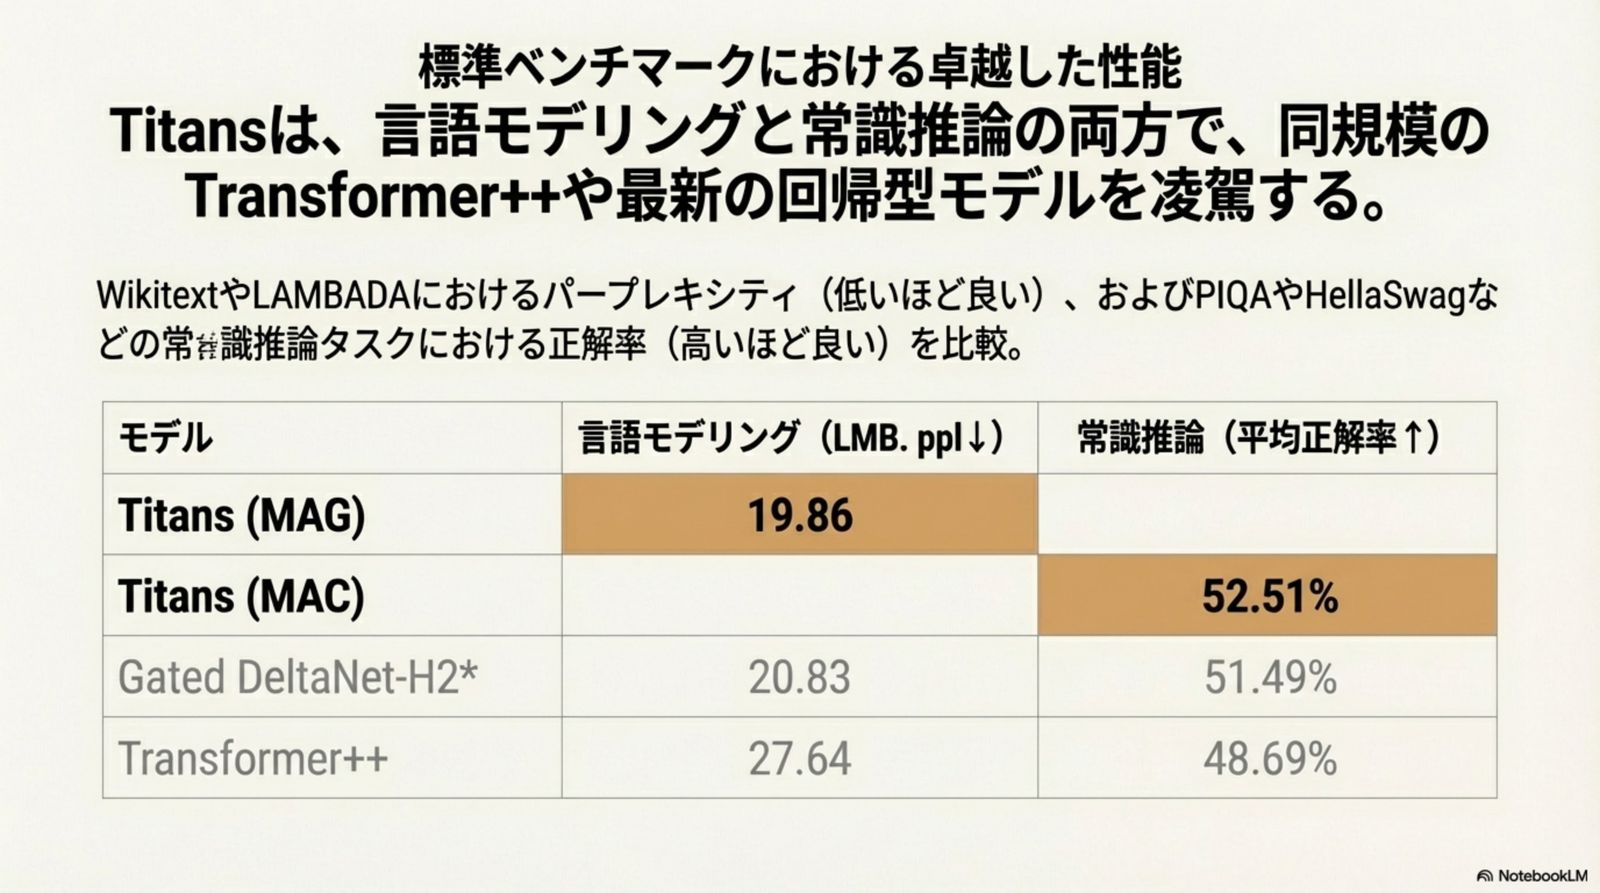 標準ベンチマークにおける卓越した性能
Titansは、言語モデリングと常識推論の両方で、同規模の
Transformer++や最新の回帰型モデルを凌駕する。
WikitextやLAMBADAにおけるパープレキシティ（低いほど良い）、およびPIQAやHellaSwagな
どの常識推論タスクにおける正解率（高いほど良い）を比較。
モデル 言語モデリング（LMB. ppl↓） 常識推論（平均正解率↑）
Titans (MAG) 19.86
Titans (MAC) 52.51%
Gated DeltaNet-H2* 20.83 51.49%
Transformer++ 27.64 48.69%
NotebookLM